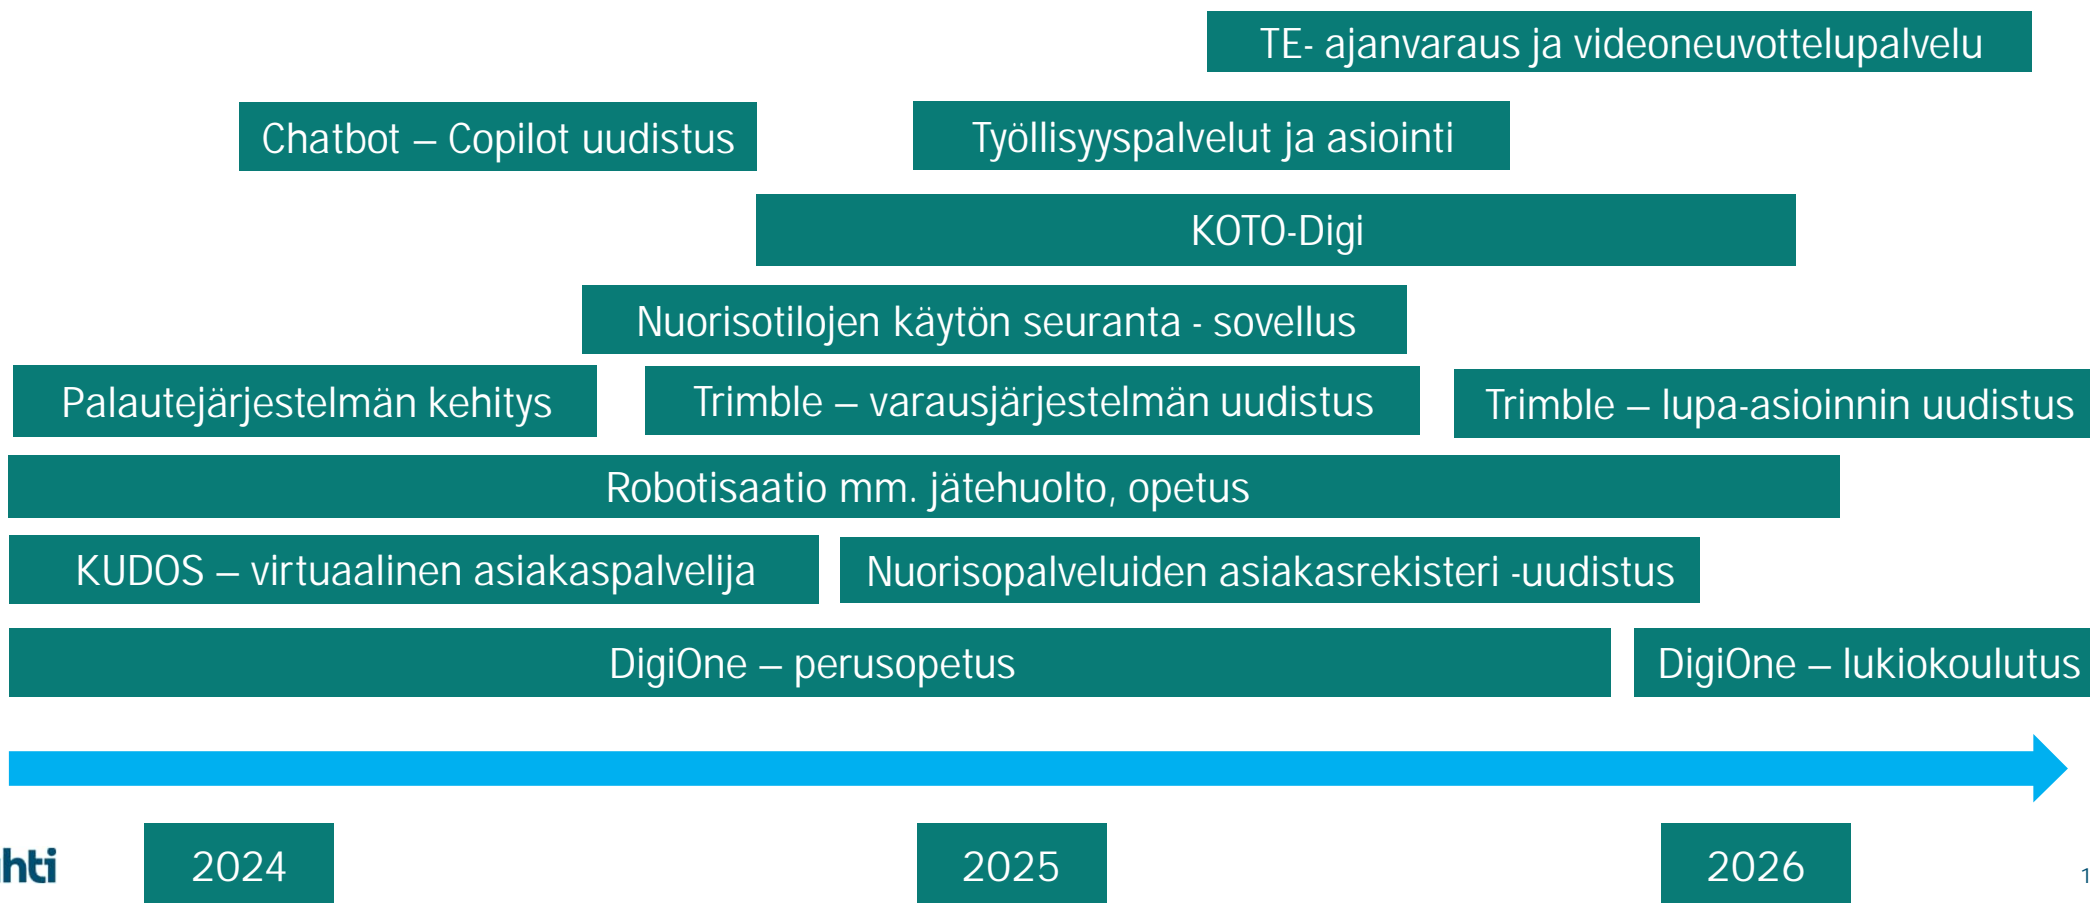 TE- ajanvaraus ja videoneuvottelupalvelu
Chatbot – Copilot uudistus
Työllisyyspalvelut ja asiointi
KOTO-Digi
Nuorisotilojen käytön seuranta - sovellus
Palautejärjestelmän kehitys
Trimble – varausjärjestelmän uudistus
Trimble – lupa-asioinnin uudistus
Robotisaatio mm. jätehuolto, opetus
KUDOS – virtuaalinen asiakaspalvelija
Nuorisopalveluiden asiakasrekisteri -uudistus
DigiOne – perusopetus
DigiOne – lukiokoulutus
2024
2025
2026
1